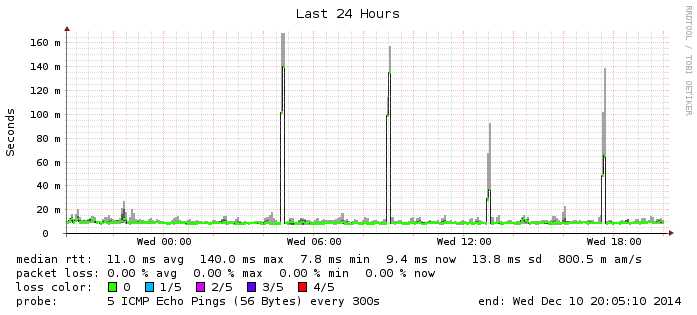 Last 24 Hours
RRDTOOL / TOBI OETIKER
Seconds
160 m
140 m
120 m
100 m
80 m
60 m
40 m
20 m
0
Wed 00:00 Wed 06:00 Wed 12:00 Wed 18:00
median rtt: 11.0 ms avg 140.0 ms max 7.8 ms min 9.4 ms now 13.8 ms sd 800.5 m am/s
packet loss: 0.00 % avg 0.00 % max 0.00 % min 0.00 % now
loss color: 0 1/5 2/5 3/5 4/5
probe: 5 ICMP Echo Pings (56 Bytes) every 300s end: Wed Dec 10 20:05:10 2014